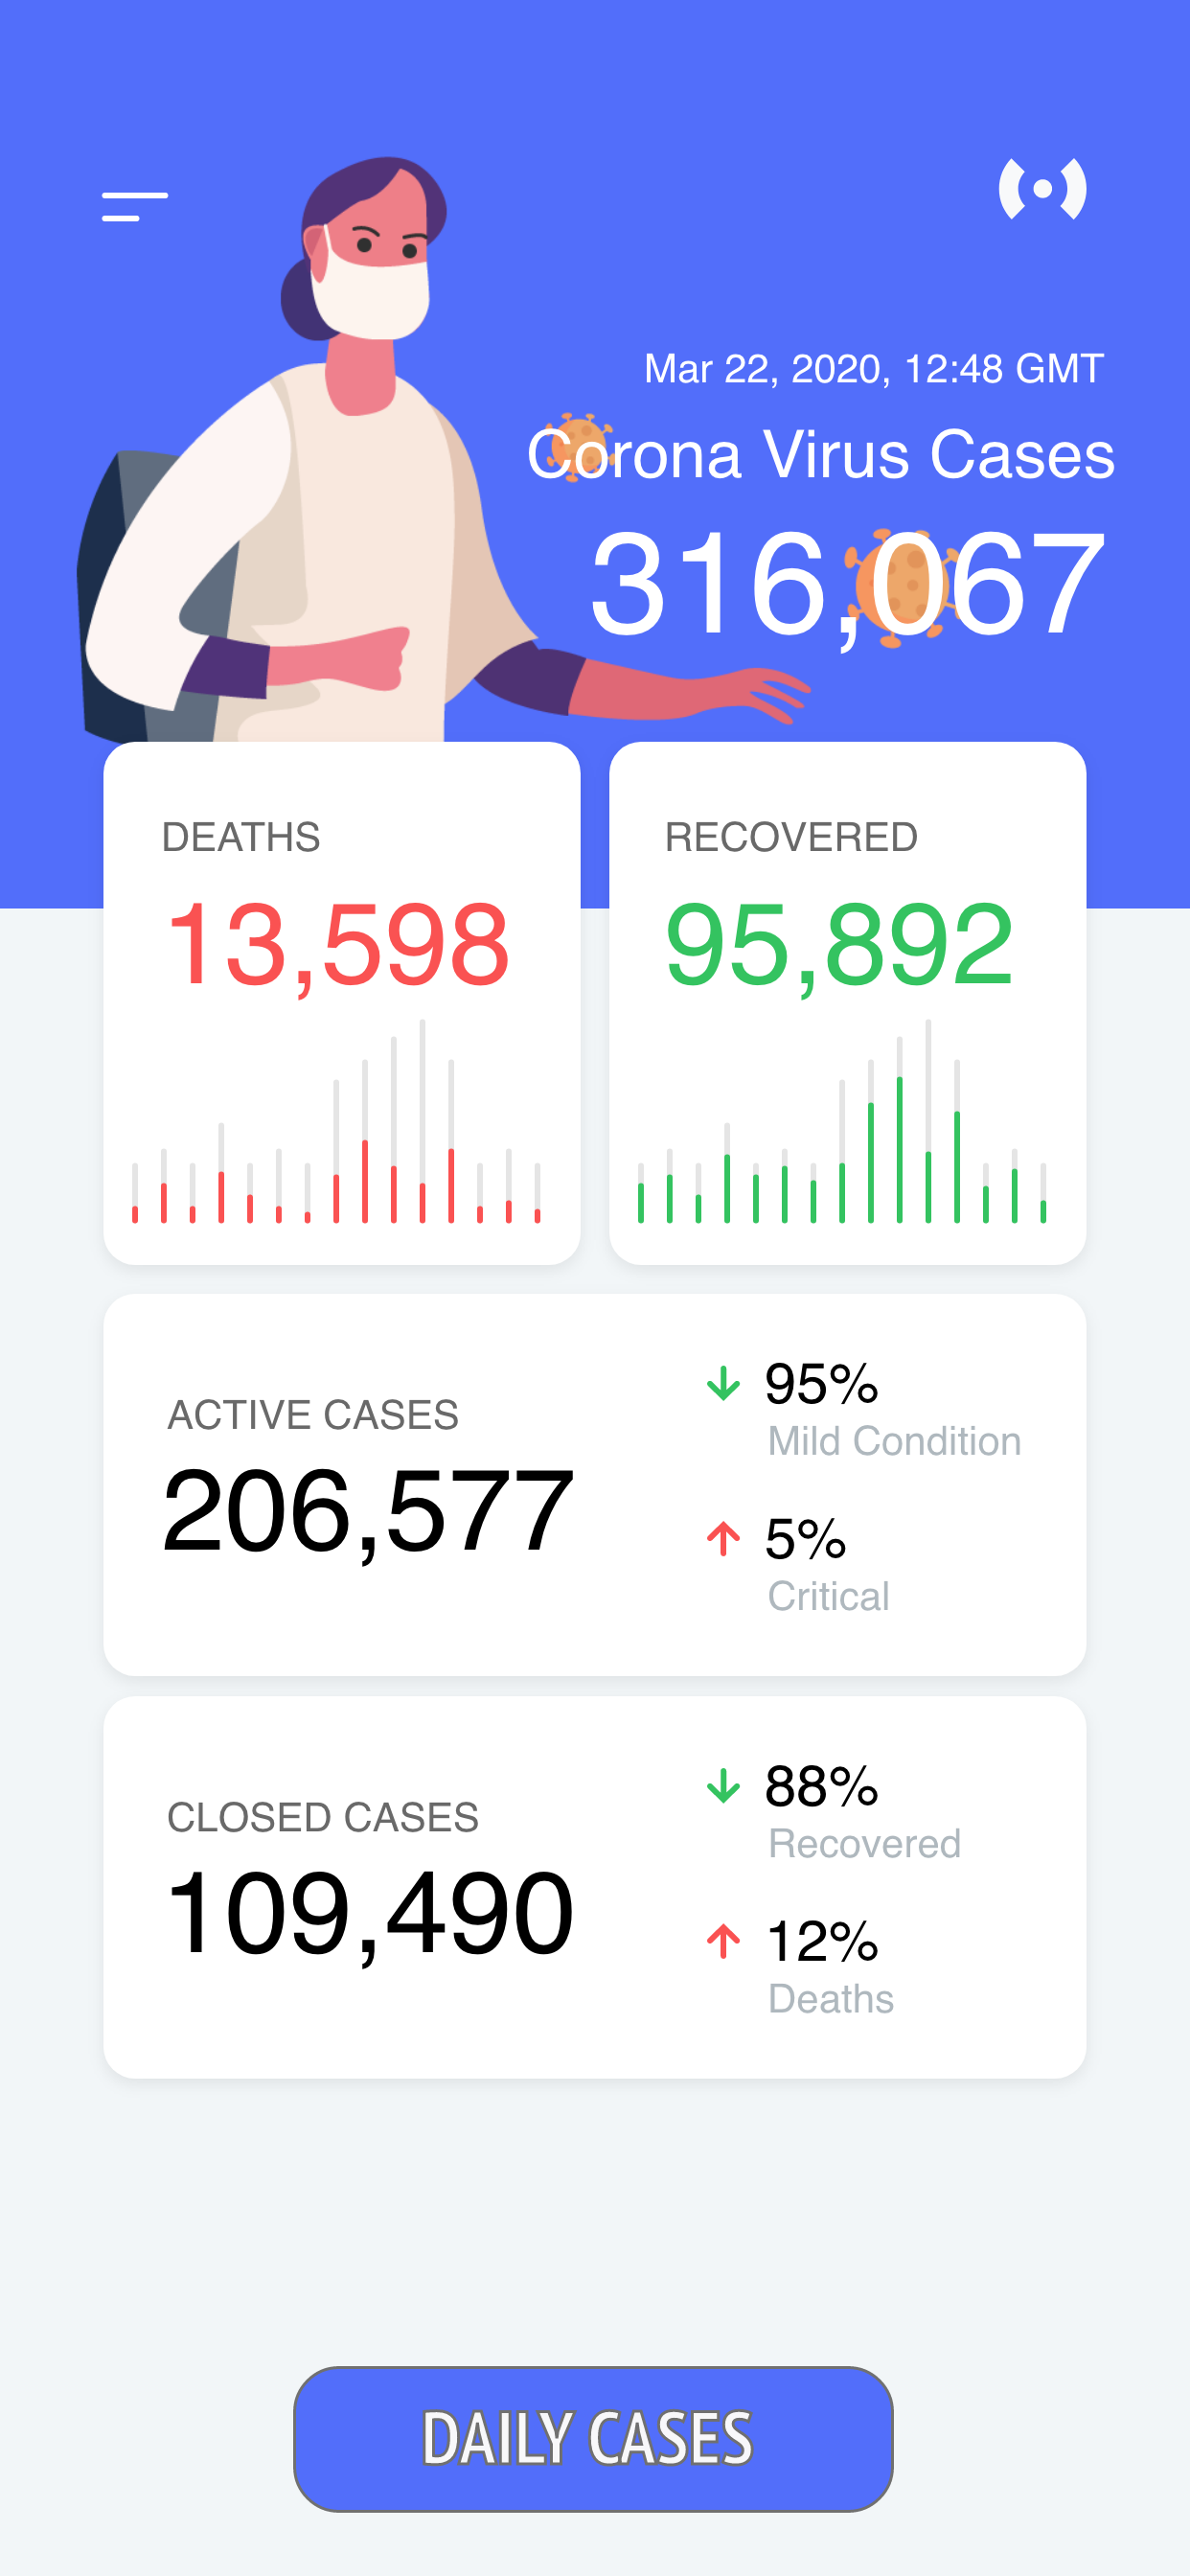 Mar 22, 2020, 12:48 GMT
Corona Virus Cases
316,067
DEATHS
13,598
RECOVERED
95,892
ACTIVE CASES
206,577
95%
Mild Condition
5%
Critical
CLOSED CASES
109,490
88%
Recovered
12%
Deaths
DAILY CASES